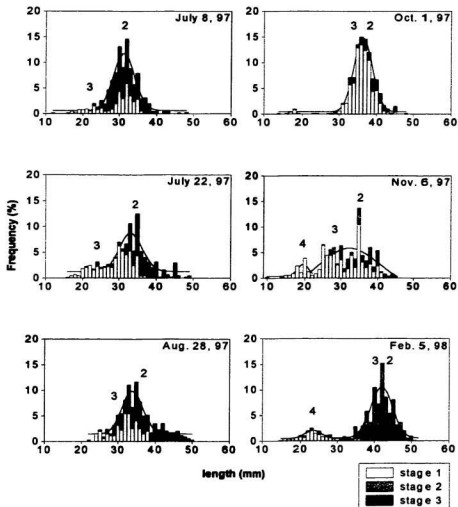 July 8, 97
2
3
20
15
10
5
0
10 20 30 40 50 60
Oct. 1, 97
3 2
20
15
10
5
0
10 20 30 40 50 60
July 22, 97
2
3
20
15
10
5
0
10 20 30 40 50 60
Nov. 6, 97
2
3
4
20
15
10
5
0
10 20 30 40 50 60
Frequency (%)
Aug. 28, 97
2
3
20
15
10
5
0
10 20 30 40 50 60
Feb. 5, 98
3 2
4
20
15
10
5
0
10 20 30 40 50 60
length (mm)
stage 1
stage 2
stage 3